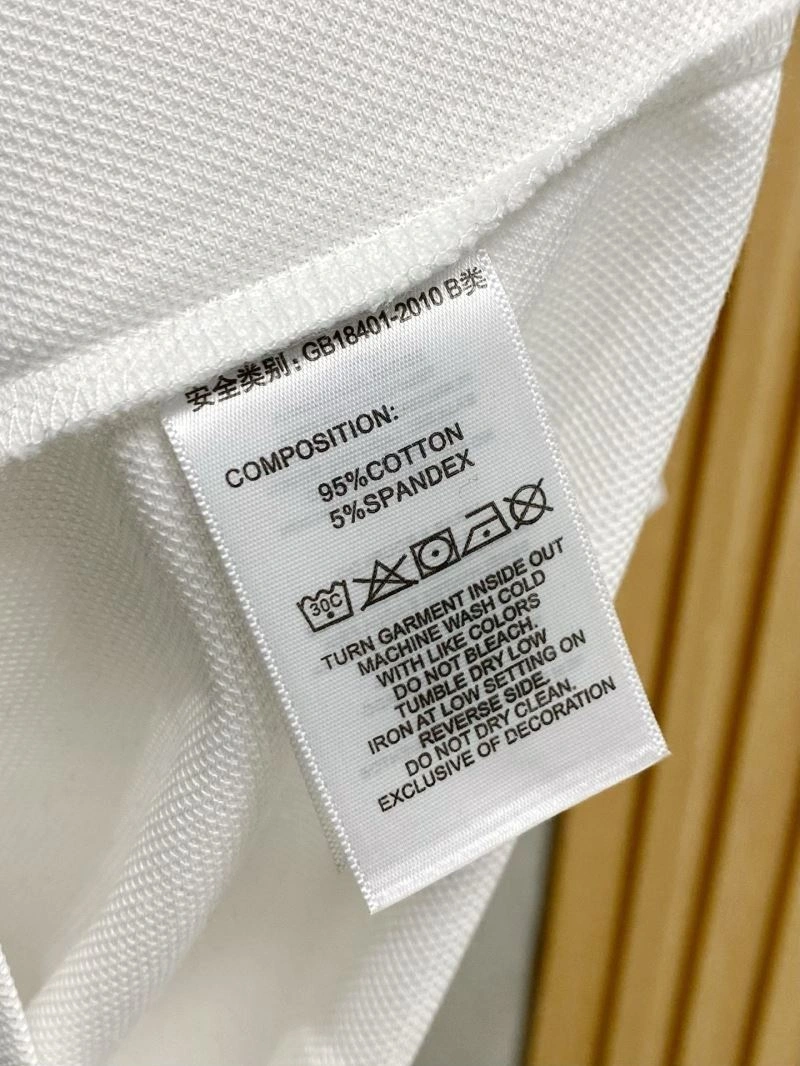 安全类别：GB18401-2010 B类
COMPOSITION:
95%COTTON
5%SPANDEX
30C
TURN GARMENT INSIDE OUT
MACHINE WASH COLD
WITH LIKE COLORS
DO NOT BLEACH.
TUMBLE DRY LOW
IRON AT LOW SETTING ON
REVERSE SIDE.
DO NOT DRY CLEAN.
EXCLUSIVE OF DECORATION